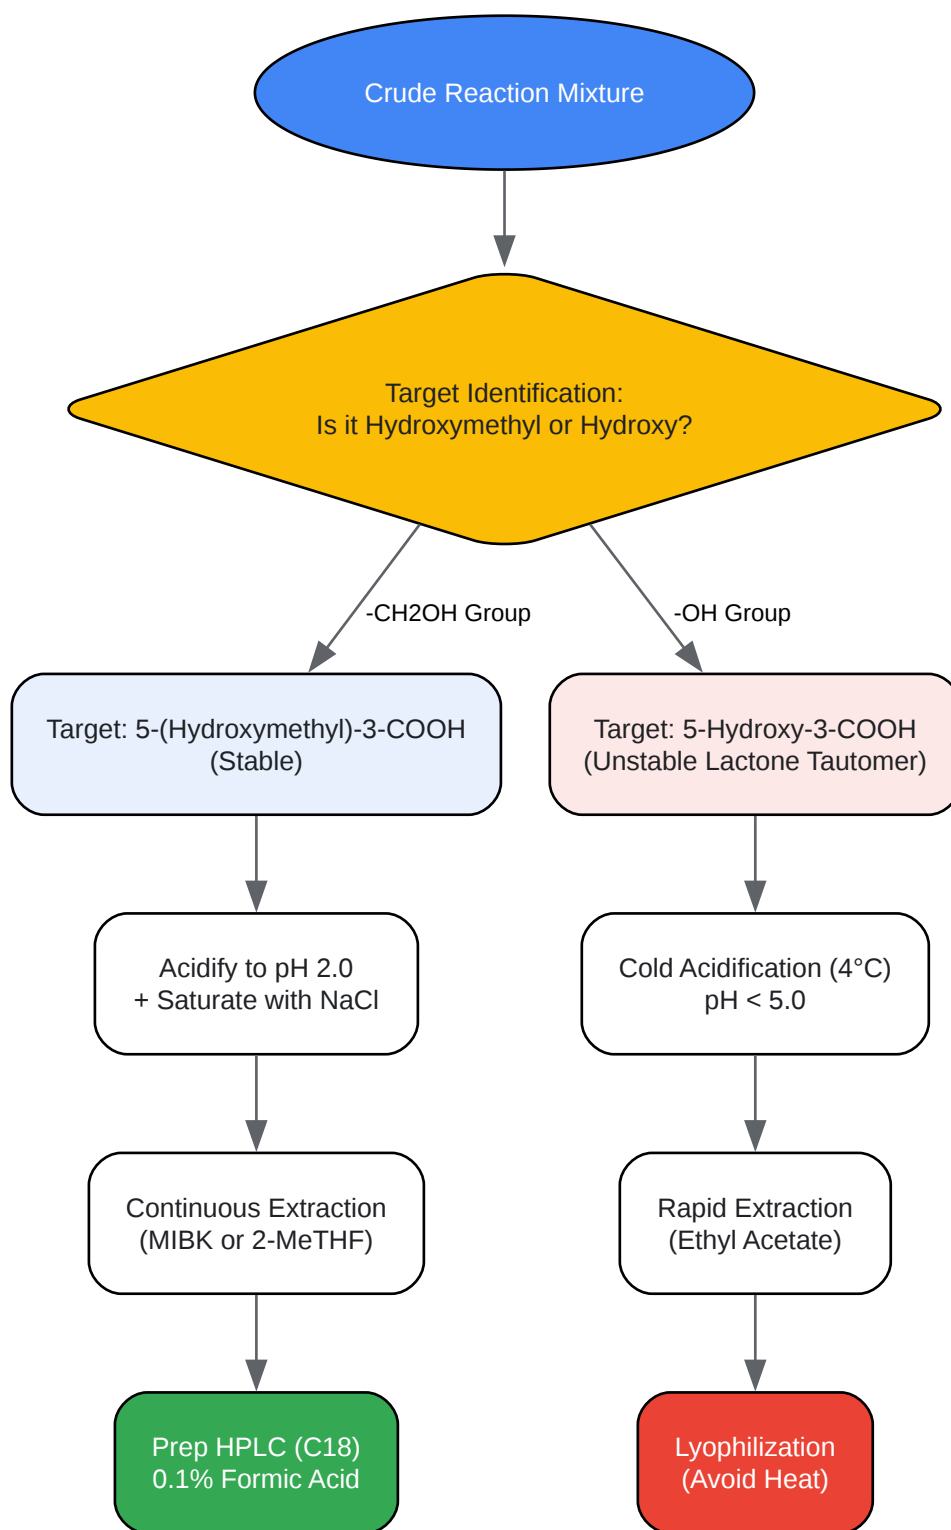 Crude Reaction Mixture
Target Identification:
Is it Hydroxymethyl or Hydroxy?
-CH2OH Group
-OH Group
Target: 5-(Hydroxymethyl)-3-COOH
(Stable)
Target: 5-Hydroxy-3-COOH
(Unstable Lactone Tautomer)
Acidify to pH 2.0
+ Saturate with NaCl
Cold Acidification (4°C)
pH < 5.0
Continuous Extraction
(MIBK or 2-MeTHF)
Rapid Extraction
(Ethyl Acetate)
Prep HPLC (C18)
0.1% Formic Acid
Lyophilization
(Avoid Heat)